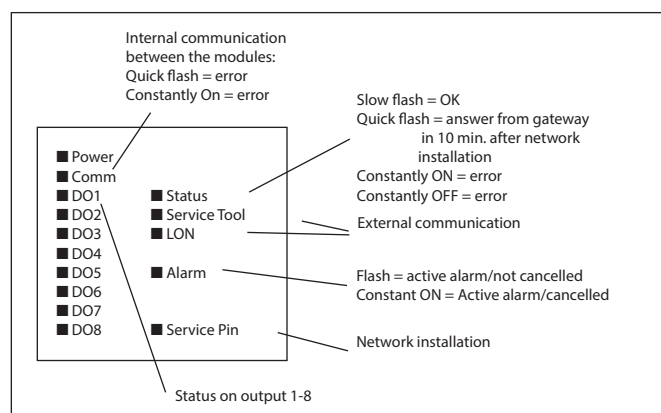 Internal communication
between the modules:
Quick flash = error
Constantly On = error
Slow flash = OK
Quick flash = answer from gateway
in 10 min. after network
installation
Constantly ON = error
Constantly OFF = error
External communication
Flash = active alarm/not cancelled
Constant ON = Active alarm/cancelled
Network installation
Power
Comm
DO1
DO2
DO3
DO4
DO5
DO6
DO7
DO8
Status
Service Tool
LON
Alarm
Service Pin
Status on output 1-8